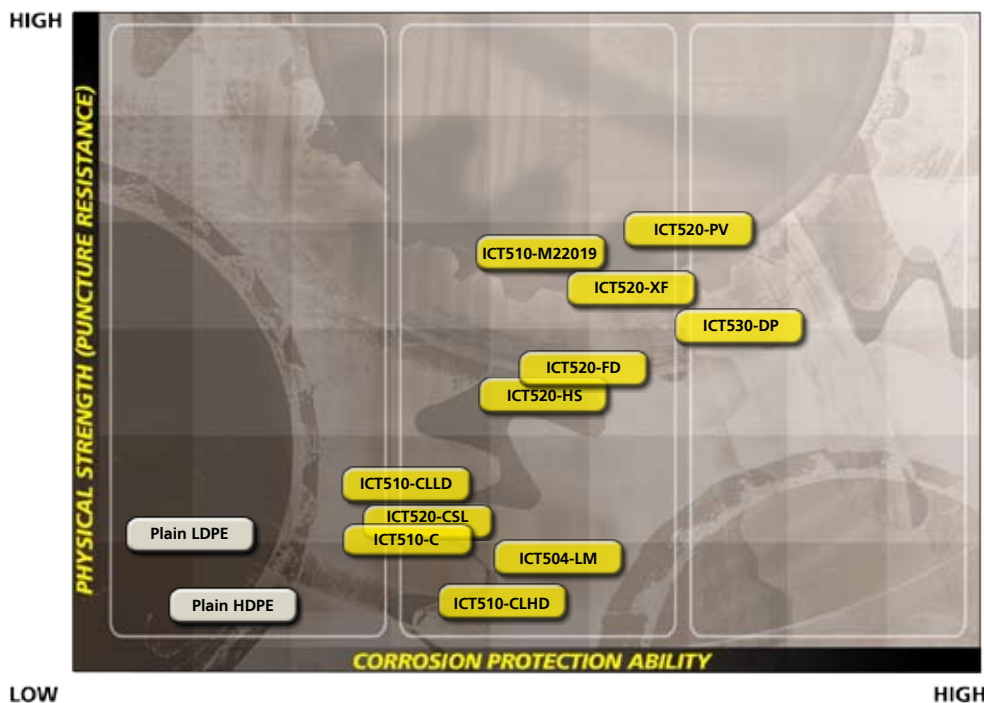 HIGH
PHYSICAL STRENGTH (PUNCTURE RESISTANCE)
ICT520-PV
ICT510-M22019
ICT520-XF
ICT530-DP
ICT520-FD
ICT520-HS
ICT510-CLLD
ICT520-CSL
Plain LDPE
ICT510-C
ICT504-LM
Plain HDPE
ICT510-CLHD
CORROSION PROTECTION ABILITY
LOW
HIGH